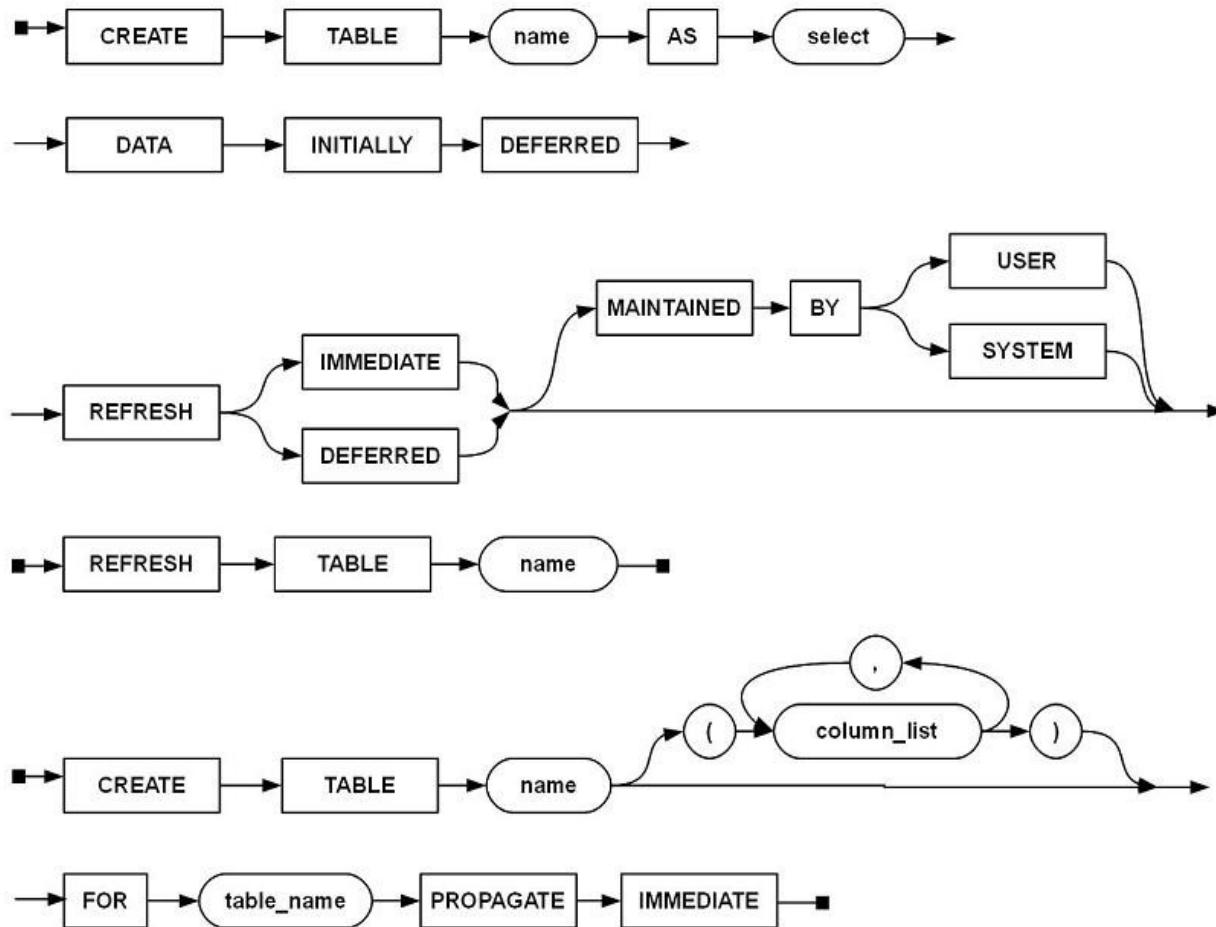 CREATE TABLE name AS select
DATA INITIALLY DEFERRED
USER
MAINTAINED BY
SYSTEM
IMMEDIATE
REFRESH
DEFERRED
REFRESH TABLE name
,
( column_list )
CREATE TABLE name
FOR table_name PROPAGATE IMMEDIATE